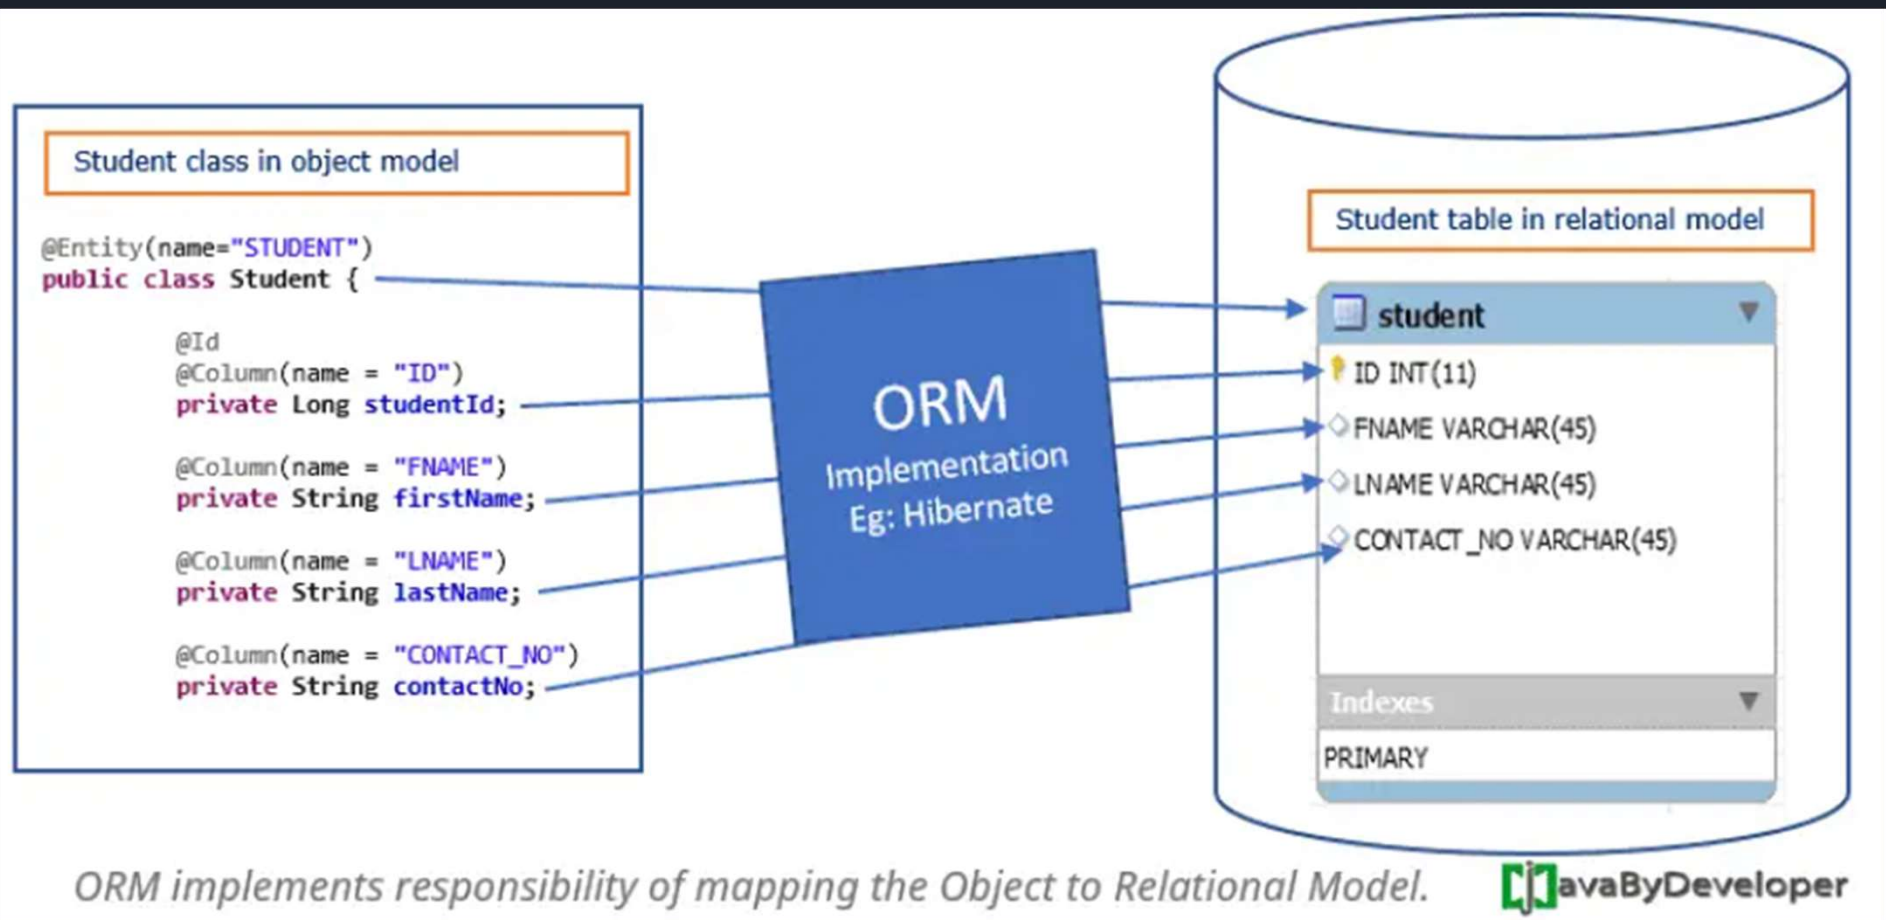 Student class in object model
@Entity(name="STUDENT")
public class Student {
@Id
@Column(name = "ID")
private Long studentId;
@Column(name = "FNAME")
private String firstName;
@Column(name = "LNAME")
private String lastName;
@Column(name = "CONTACT_NO")
private String contactNo;
ORM
Implementation
Eg: Hibernate
Student table in relational model
student
ID INT(11)
FNAME VARCHAR(45)
LNAME VARCHAR(45)
CONTACT_NO VARCHAR(45)
Indexes
PRIMARY
ORM implements responsibility of mapping the Object to Relational Model.
JavaByDeveloper